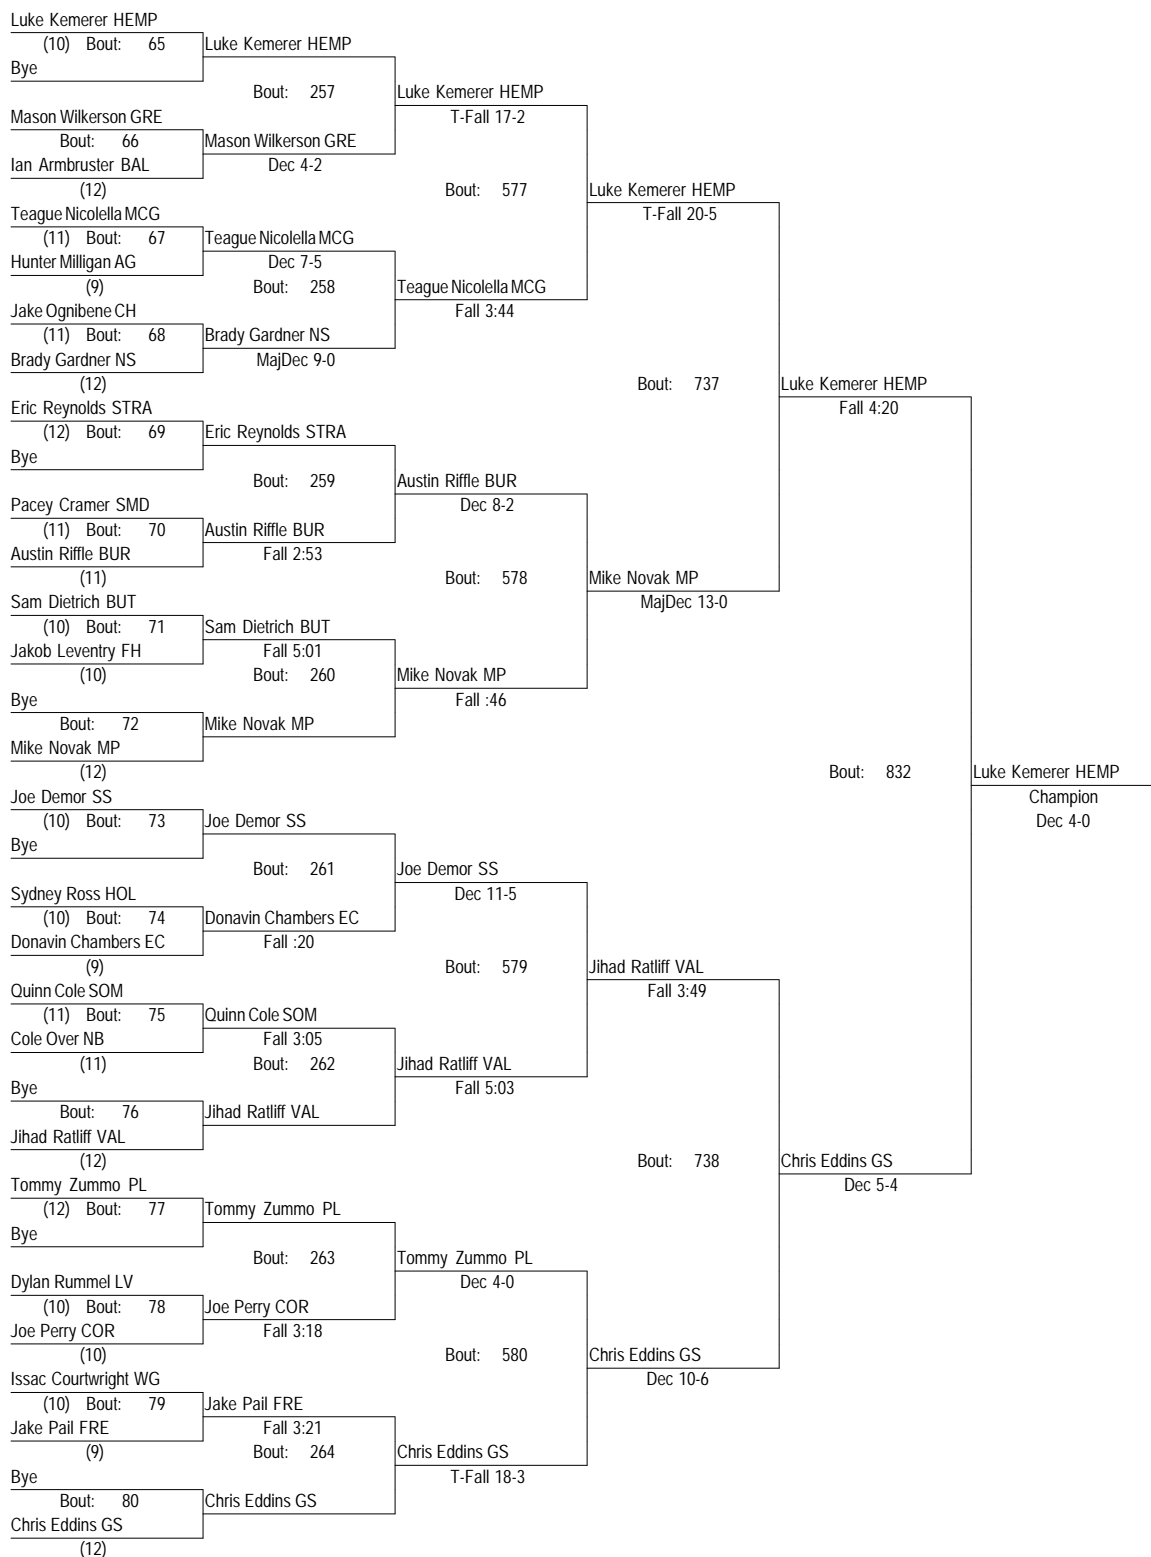 Luke Kemerer HEMP
(10) Bout: 65 Luke Kemerer HEMP
Bye
Bout: 257 Luke Kemerer HEMP
Mason Wilkerson GRE T-Fall 17-2
Bout: 66 Mason Wilkerson GRE
Ian Armbruster BAL Dec 4-2
(12) Bout: 577 Luke Kemerer HEMP
Teague Nicolella MCG T-Fall 20-5
(11) Bout: 67 Teague Nicolella MCG
Hunter Milligan AG Dec 7-5
(9) Bout: 258 Teague Nicolella MCG
Jake Ognibene CH Fall 3:44
(11) Bout: 68 Brady Gardner NS
Brady Gardner NS MajDec 9-0
(12) Bout: 737 Luke Kemerer HEMP
Eric Reynolds STRA Fall 4:20
(12) Bout: 69 Eric Reynolds STRA
Bye
Bout: 259 Austin Riffle BUR
Pacey Cramer SMD Dec 8-2
(11) Bout: 70 Austin Riffle BUR
Austin Riffle BUR Fall 2:53
(11) Bout: 578 Mike Novak MP
Sam Dietrich BUT MajDec 13-0
(10) Bout: 71 Sam Dietrich BUT
Jakob Leventry FH Fall 5:01
(10) Bout: 260 Mike Novak MP
Bye Fall :46
Bout: 72 Mike Novak MP
Mike Novak MP
(12) Bout: 832 Luke Kemerer HEMP
Joe Demor SS Champion
(10) Bout: 73 Joe Demor SS Dec 4-0
Bye
Bout: 261 Joe Demor SS
Sydney Ross HOL Dec 11-5
(10) Bout: 74 Donavin Chambers EC
Donavin Chambers EC Fall :20
(9) Bout: 579 Jihad Ratliff VAL
Quinn Cole SOM Fall 3:49
(11) Bout: 75 Quinn Cole SOM
Cole Over NB Fall 3:05
(11) Bout: 262 Jihad Ratliff VAL
Bye Fall 5:03
Bout: 76 Jihad Ratliff VAL
Jihad Ratliff VAL
(12) Bout: 738 Chris Eddins GS
Tommy Zummo PL Dec 5-4
(12) Bout: 77 Tommy Zummo PL
Bye
Bout: 263 Tommy Zummo PL
Dylan Rummel LV Dec 4-0
(10) Bout: 78 Joe Perry COR
Joe Perry COR Fall 3:18
(10) Bout: 580 Chris Eddins GS
Issac Courtwright WG Dec 10-6
(10) Bout: 79 Jake Pail FRE
Jake Pail FRE Fall 3:21
(9) Bout: 264 Chris Eddins GS
Bye T-Fall 18-3
Bout: 80 Chris Eddins GS
Chris Eddins GS
(12)